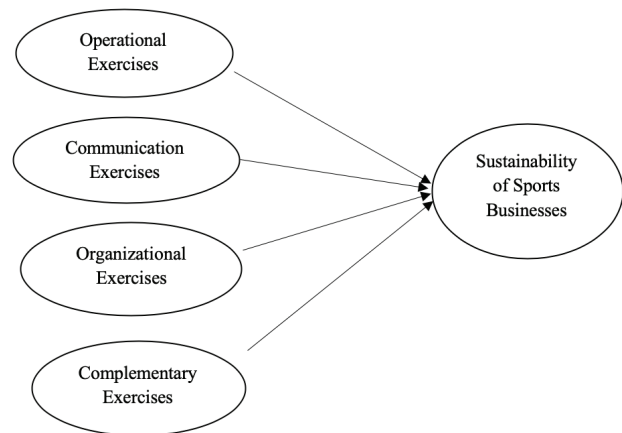 Operational
Exercises
Communication
Exercises
Organizational
Exercises
Complementary
Exercises
Sustainability
of Sports
Businesses